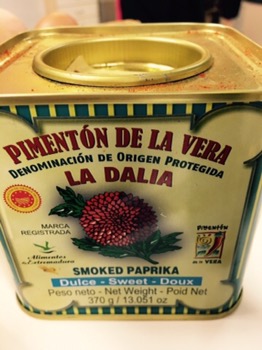 PIMENTÓN DE LA VERA
DENOMINACIÓN DE ORIGEN PROTEGIDA
LA DALIA
MARCA
REGISTRADA
Alimentos
de Extremadura
PIMENTÓN
de la VERA
SMOKED PAPRIKA
Dulce - Sweet - Doux
Peso neto - Net Weight - Poid Net
370 g / 13.051 oz